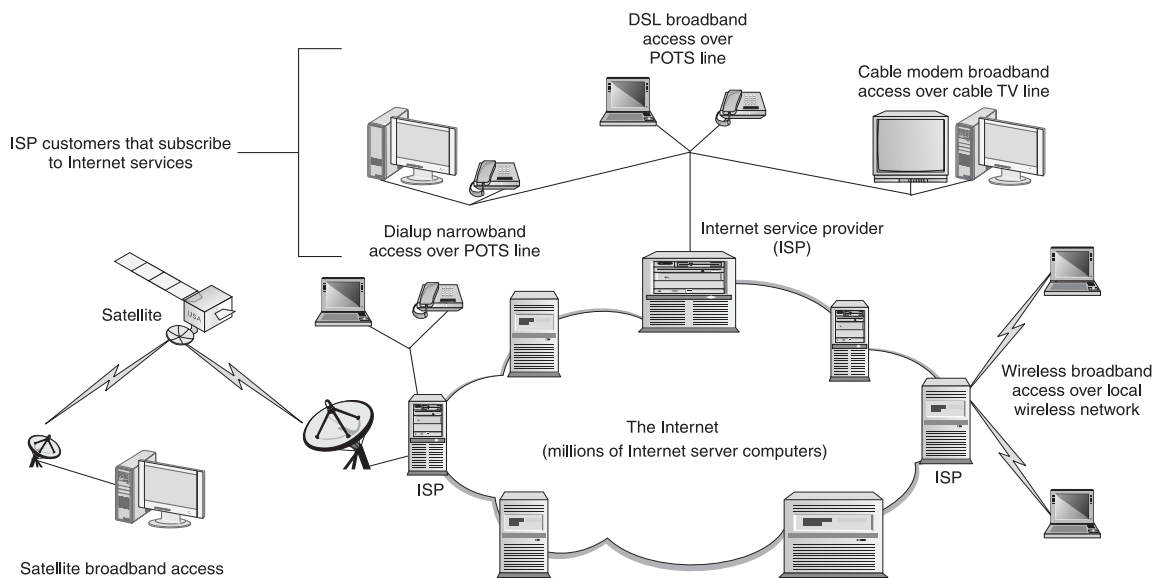 DSL broadband
access over
POTS line
Cable modem broadband
access over cable TV line
ISP customers that subscribe
to Internet services
Dialup narrowband
access over POTS line
Internet service provider
(ISP)
Satellite
USA
Wireless broadband
access over local
wireless network
The Internet
(millions of Internet server computers)
ISP
ISP
Satellite broadband access